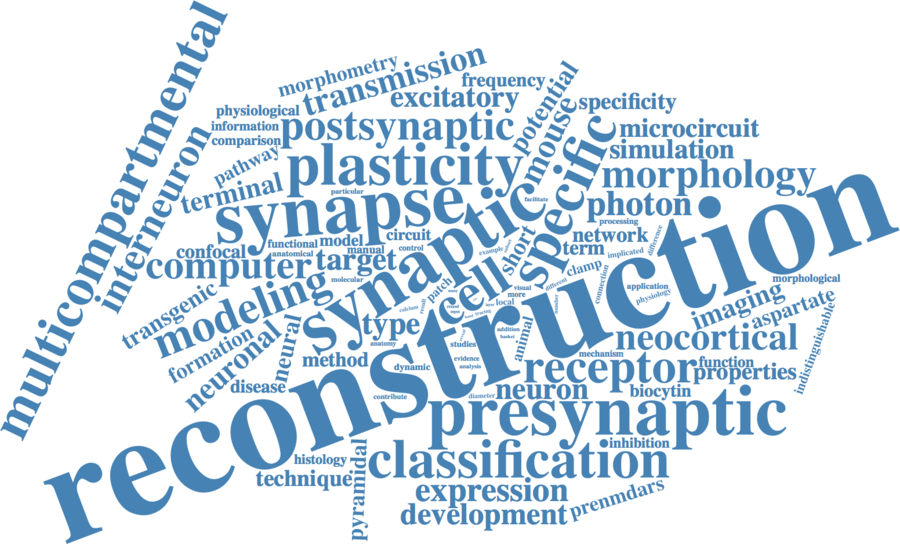 multicompartmental
morphometry
transmission
frequency
potential
physiological
excitatory
specificity
information
postsynaptic
mouse
microcircuit
comparison
interneuron
pathway
plasticity
specific
simulation
terminal
particular
morphology
synapse
facilitate
photon
synaptic
processing
confocal
functional
model
circuit
network
anatomical
manual
control
example
short
term
implicated
difference
computer
target
cell
clamp
transgenic
modeling
molecular
patch
visual
more
different
connection
application
physiology
morphological
imaging
aspartate
indistinguishable
formation
neuronal
neural
type
calcium
local
number
reconstruction
anatomy
studies
addition
basket
animal
neocortical
method
dynamic
evidence
analysis
mechanism
receptor
function
properties
disease
contribute
diameter
neuron
biocytin
presynaptic
inhibition
histology
pyramidal
classification
technique
expression
prenmdars
development